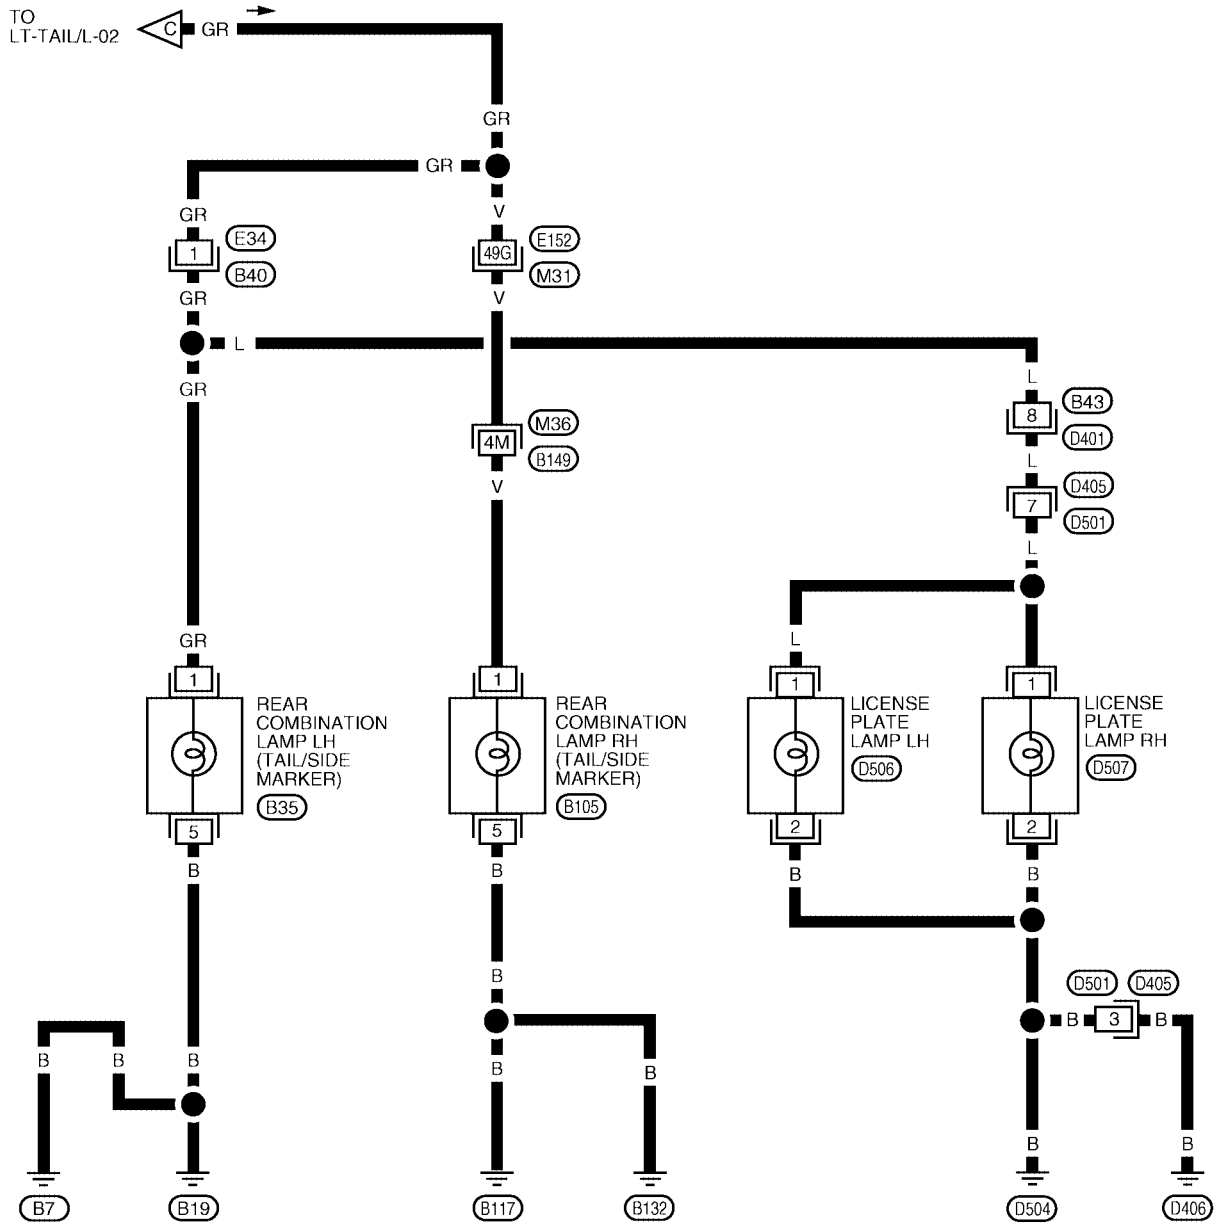 TO
LT-TAIL/L-02
C
GR
GR
GR
GR
V
1
E34
B40
49G
E152
M31
GR
V
L
GR
L
8
B43
D401
4M
M36
B149
L
V
7
D405
D501
L
GR
L
1
1
1
1
REAR
COMBINATION
LAMP LH
(TAIL/SIDE
MARKER)
B35
REAR
COMBINATION
LAMP RH
(TAIL/SIDE
MARKER)
B105
LICENSE
PLATE
LAMP LH
D506
LICENSE
PLATE
LAMP RH
D507
5
5
2
2
B
B
B
B
B
D501
D405
B
3
B
B
B
B
B
B
B
B
B7
B19
B117
B132
D504
D406